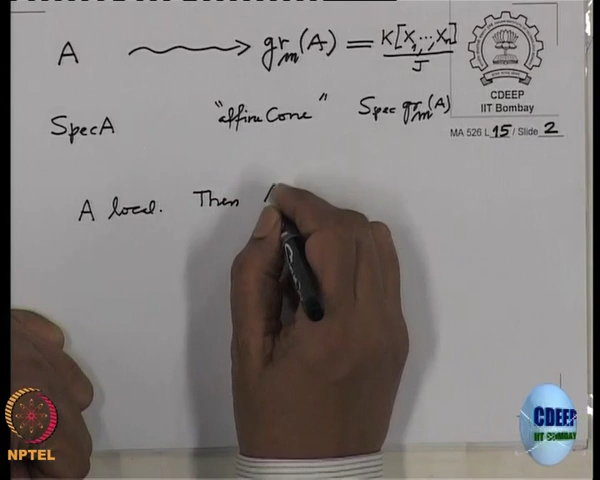 A ⟶ gr_m(A) = K[X_1,...,X_n] / J
Spec A "affine Cone" Spec gr_m(A)
A local. Then
CDEEP
IIT Bombay
MA 526 L 15 / Slide 2
NPTEL
CDEEP
IIT BOMBAY